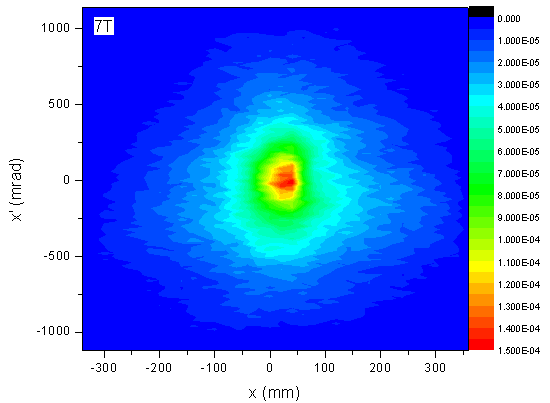 7T
1000
500
0
-500
-1000
x' (mrad)
-300 -200 -100 0 100 200 300
x (mm)
0.000
1.000E-05
2.000E-05
3.000E-05
4.000E-05
5.000E-05
6.000E-05
7.000E-05
8.000E-05
9.000E-05
1.000E-04
1.100E-04
1.200E-04
1.300E-04
1.400E-04
1.500E-04